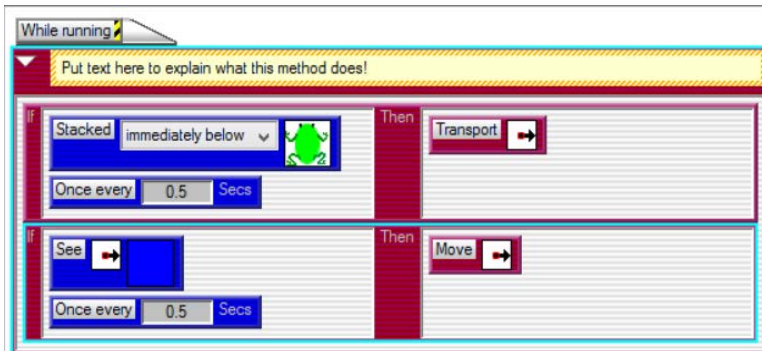 While running
Put text here to explain what this method does!
If
Stacked immediately below
Once every 0.5 Secs
Then
Transport
If
See
Once every 0.5 Secs
Then
Move